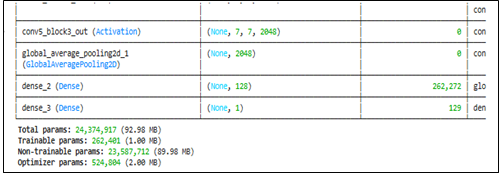 con
conv5_block3_out (Activation) (None, 7, 7, 2048) 0 con
global_average_pooling2d_1 (None, 2048) 0
(GlobalAveragePooling2D)
dense_2 (Dense) (None, 128) 262,272 glo
dense_3 (Dense) (None, 1) 129 den
Total params: 24,374,917 (92.98 MB)
Trainable params: 262,401 (1.00 MB)
Non-trainable params: 23,587,712 (89.98 MB)
Optimizer params: 524,804 (2.00 MB)